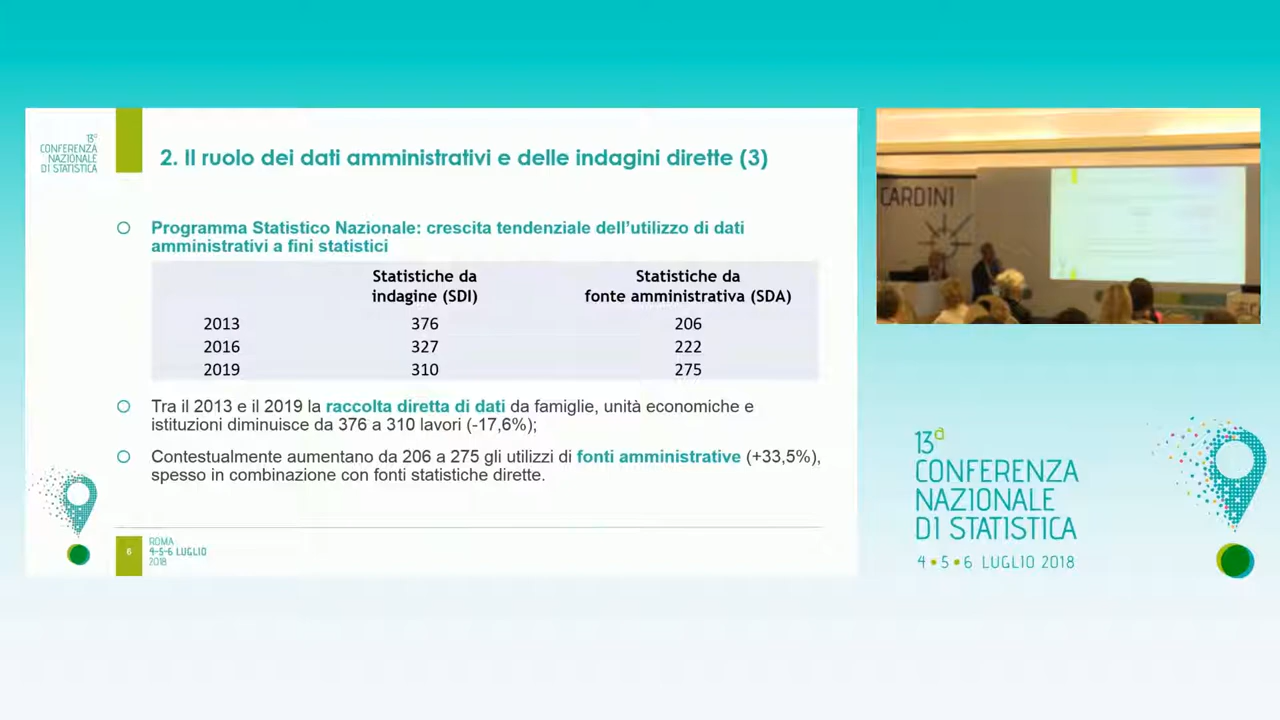 13ª
CONFERENZA
NAZIONALE
DI STATISTICA
2. Il ruolo dei dati amministrativi e delle indagini dirette (3)
Programma Statistico Nazionale: crescita tendenziale dell'utilizzo di dati
amministrativi a fini statistici
Statistiche da indagine (SDI)
Statistiche da fonte amministrativa (SDA)
2013 376 206
2016 327 222
2019 310 275
Tra il 2013 e il 2019 la raccolta diretta di dati da famiglie, unità economiche e
istituzioni diminuisce da 376 a 310 lavori (-17,6%);
Contestualmente aumentano da 206 a 275 gli utilizzi di fonti amministrative (+33,5%),
spesso in combinazione con fonti statistiche dirette.
6
ROMA
4-5-6 LUGLIO
2018
CARDINI
13ª
CONFERENZA
NAZIONALE
DI STATISTICA
4 • 5 • 6 LUGLIO 2018